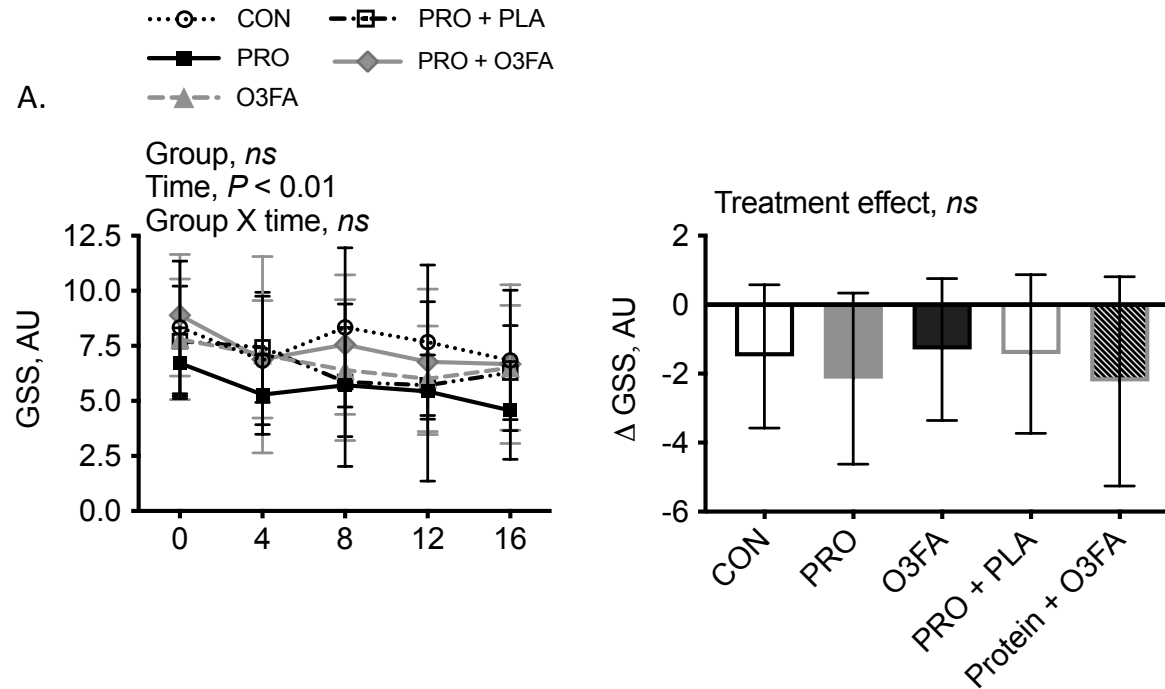 CON
PRO + PLA
PRO
PRO + O3FA
O3FA
A.
Group, ns
Time, P < 0.01
Group X time, ns
12.5
10.0
7.5
5.0
2.5
0.0
GSS, AU
0 4 8 12 16
Treatment effect, ns
2
0
-2
-4
-6
Δ GSS, AU
CON
PRO
O3FA
PRO + PLA
Protein + O3FA